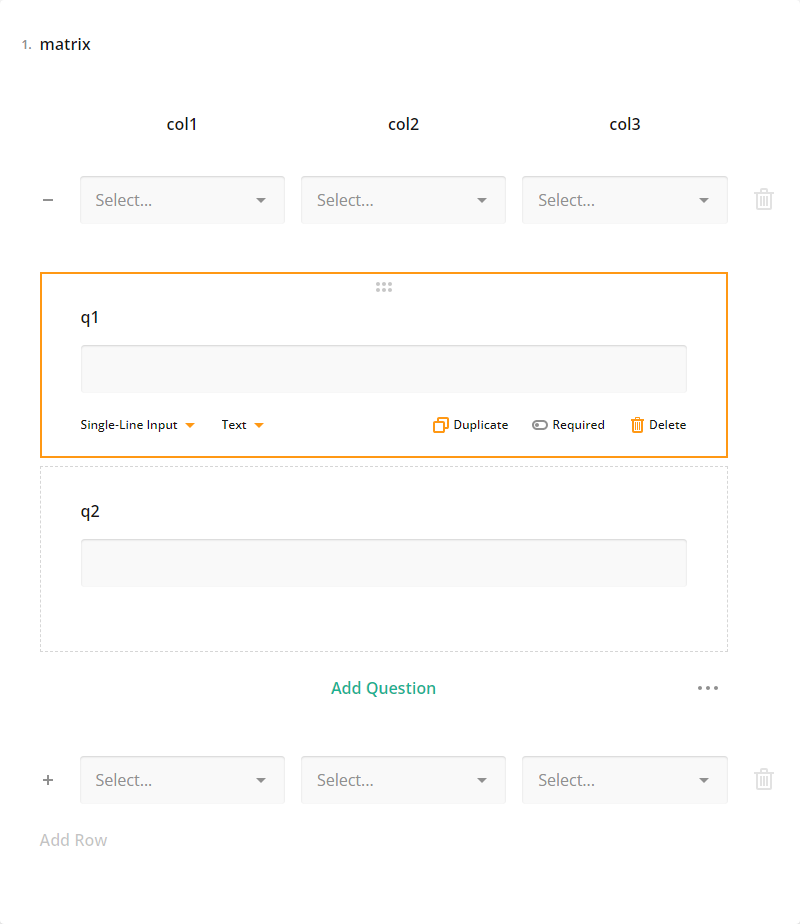 1. matrix
col1 col2 col3
Select... Select... Select...
q1
Single-Line Input Text Duplicate Required Delete
q2
Add Question
Select... Select... Select...
Add Row